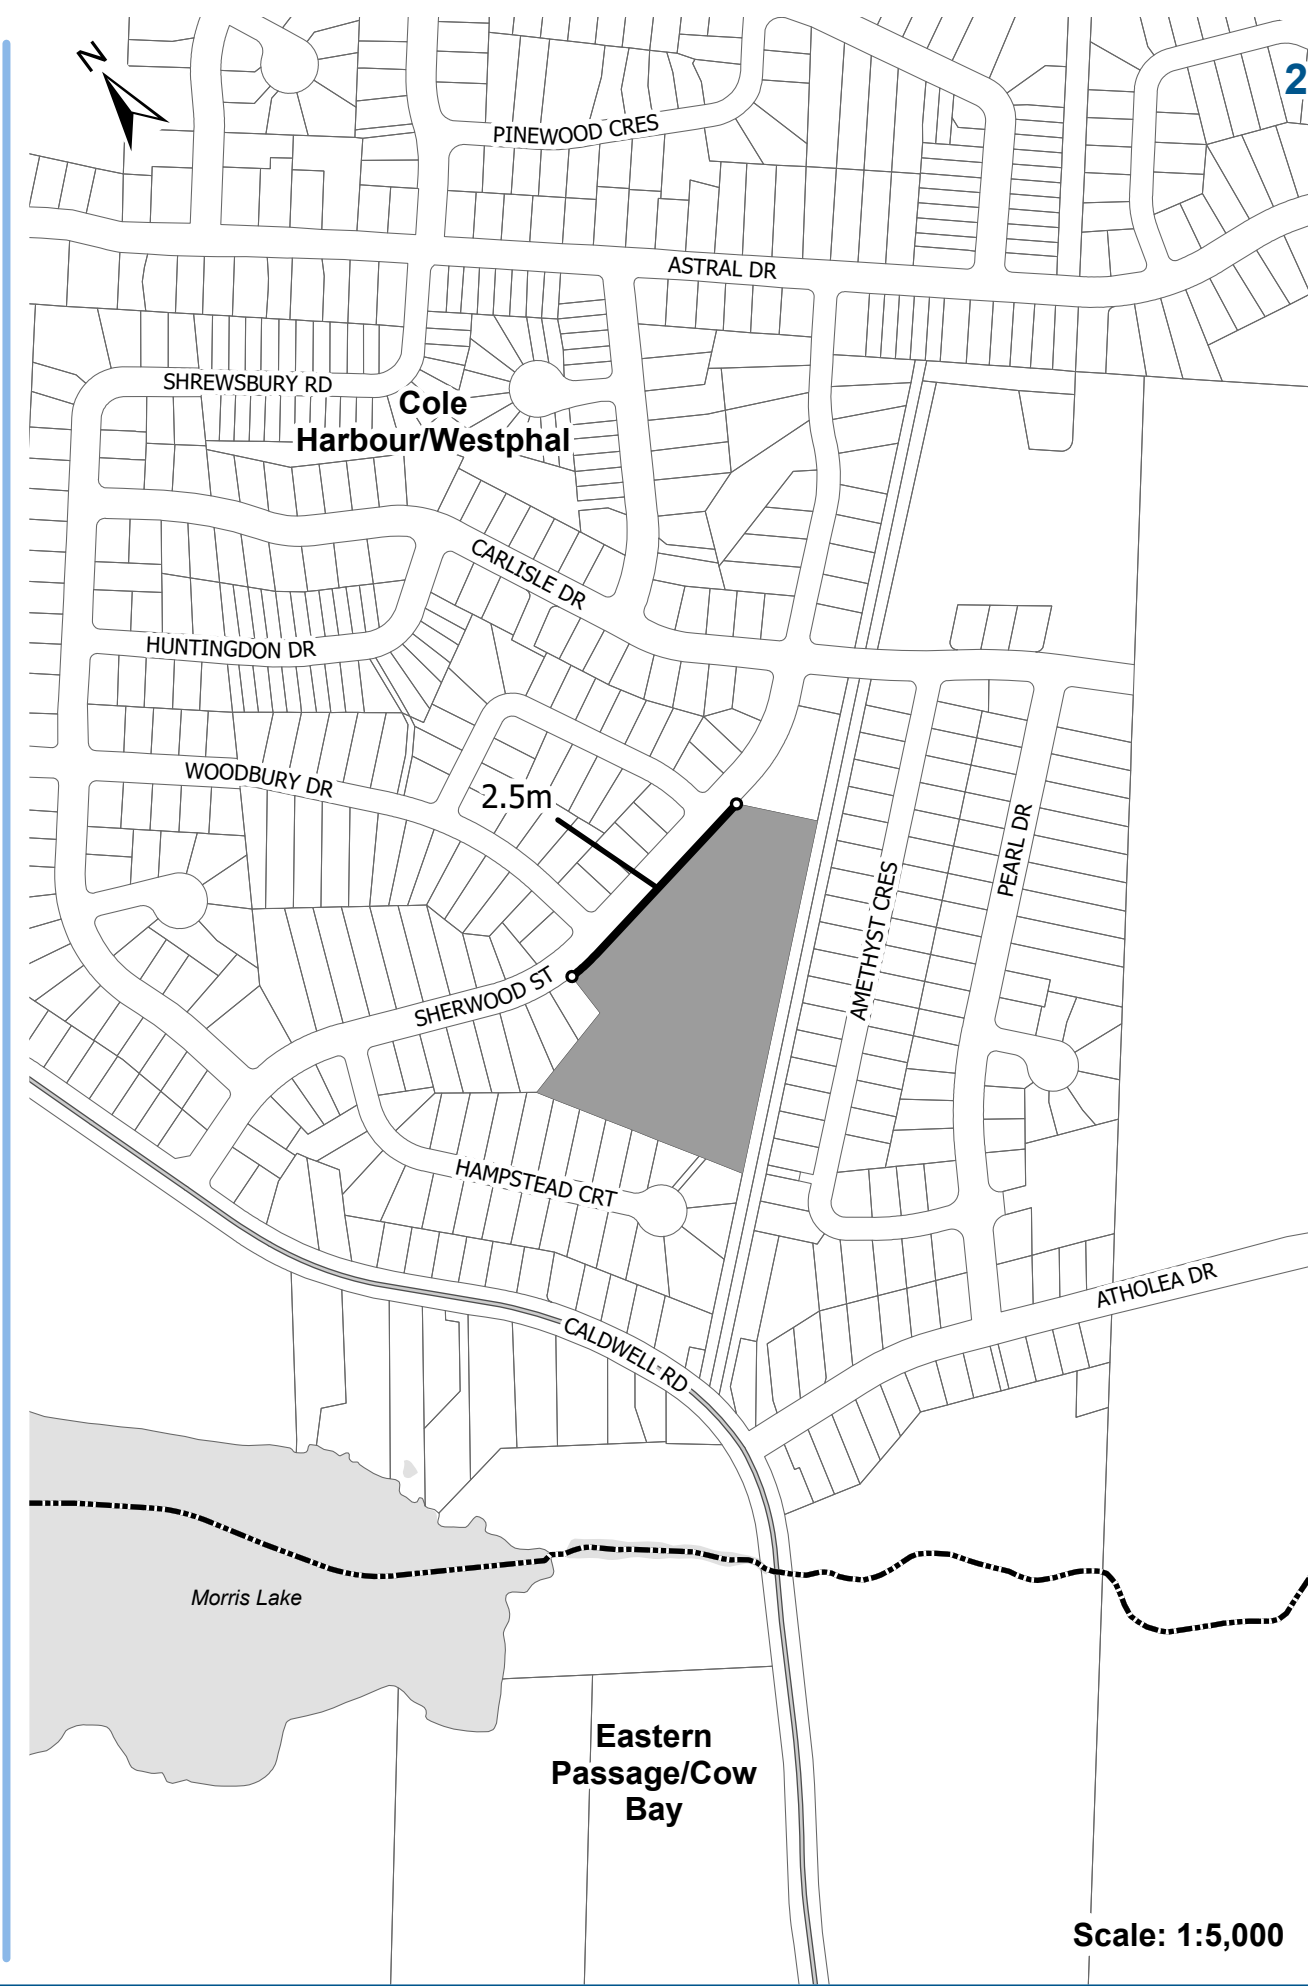 N
2
PINEWOOD CRES
ASTRAL DR
SHREWSBURY RD
Cole
Harbour/Westphal
CARLISLE DR
HUNTINGDON DR
WOODBURY DR
2.5m
PEARL DR
AMETHYST CRES
SHERWOOD ST
HAMPSTEAD CRT
ATHOLEA DR
CALDWELL RD
Morris Lake
Eastern
Passage/Cow
Bay
Scale: 1:5,000